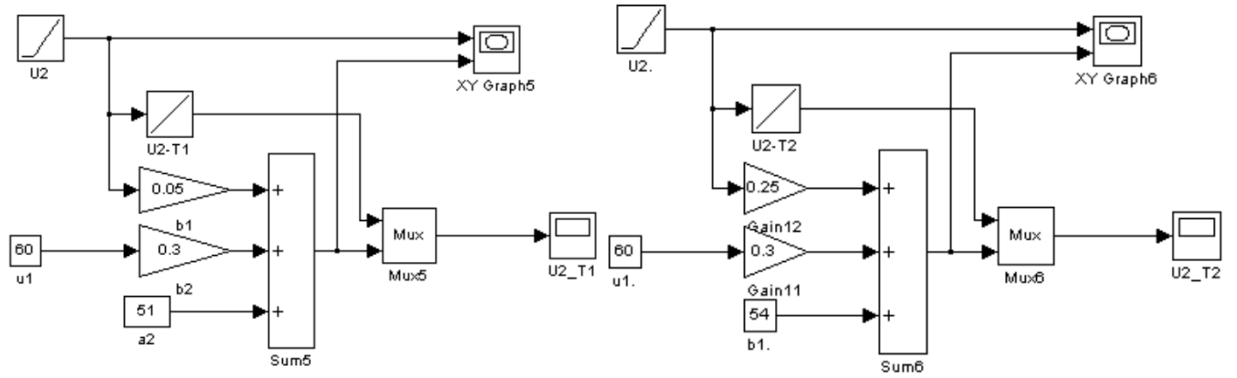 U2
XY Graph5
U2-T1
0.05
b1
60
u1
0.3
b2
51
a2
Sum5
Mux
Mux5
U2_T1
U2.
XY Graph6
U2-T2
0.25
Gain12
60
u1.
0.3
Gain11
54
b1.
Sum6
Mux
Mux6
U2_T2